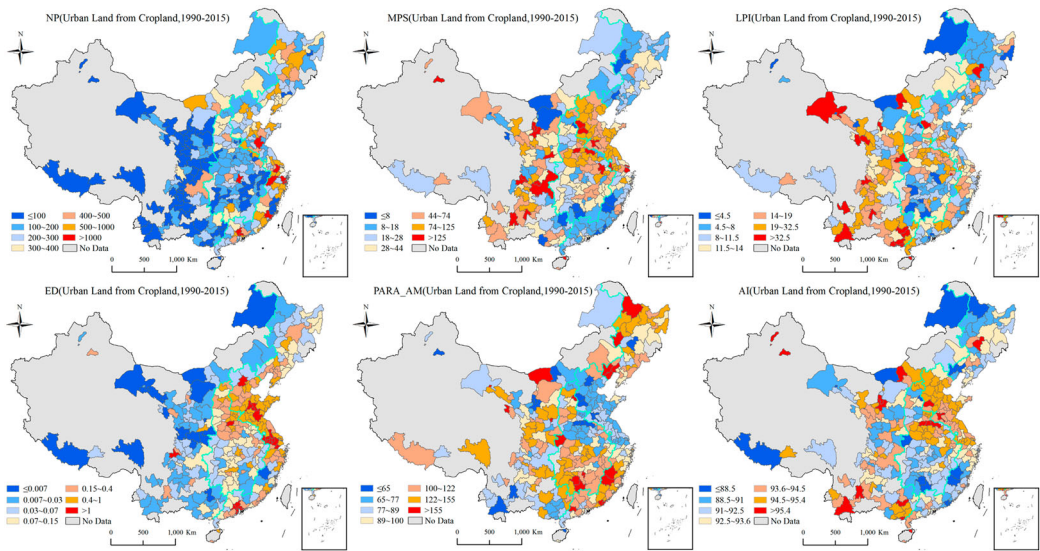 NP(Urban Land from Cropland,1990-2015)
N
≤100
100~200
200~300
300~400
400~500
500~1000
>1000
No Data
0 500 1,000 Km
MPS(Urban Land from Cropland,1990-2015)
N
≤8
8~18
18~28
28~44
44~74
74~125
>125
No Data
0 500 1,000 Km
LPI(Urban Land from Cropland,1990-2015)
N
≤4.5
4.5~8
8~11.5
11.5~14
14~19
19~32.5
>32.5
No Data
0 500 1,000 Km
ED(Urban Land from Cropland,1990-2015)
N
≤0.007
0.007~0.03
0.03~0.07
0.07~0.15
0.15~0.4
0.4~1
>1
No Data
0 500 1,000 Km
PARA_AM(Urban Land from Cropland,1990-2015)
N
≤65
65~77
77~89
89~100
100~122
122~155
>155
No Data
0 500 1,000 Km
AI(Urban Land from Cropland,1990-2015)
N
≤88.5
88.5~91
91~92.5
92.5~93.6
93.6~94.5
94.5~95.4
>95.4
No Data
0 500 1,000 Km